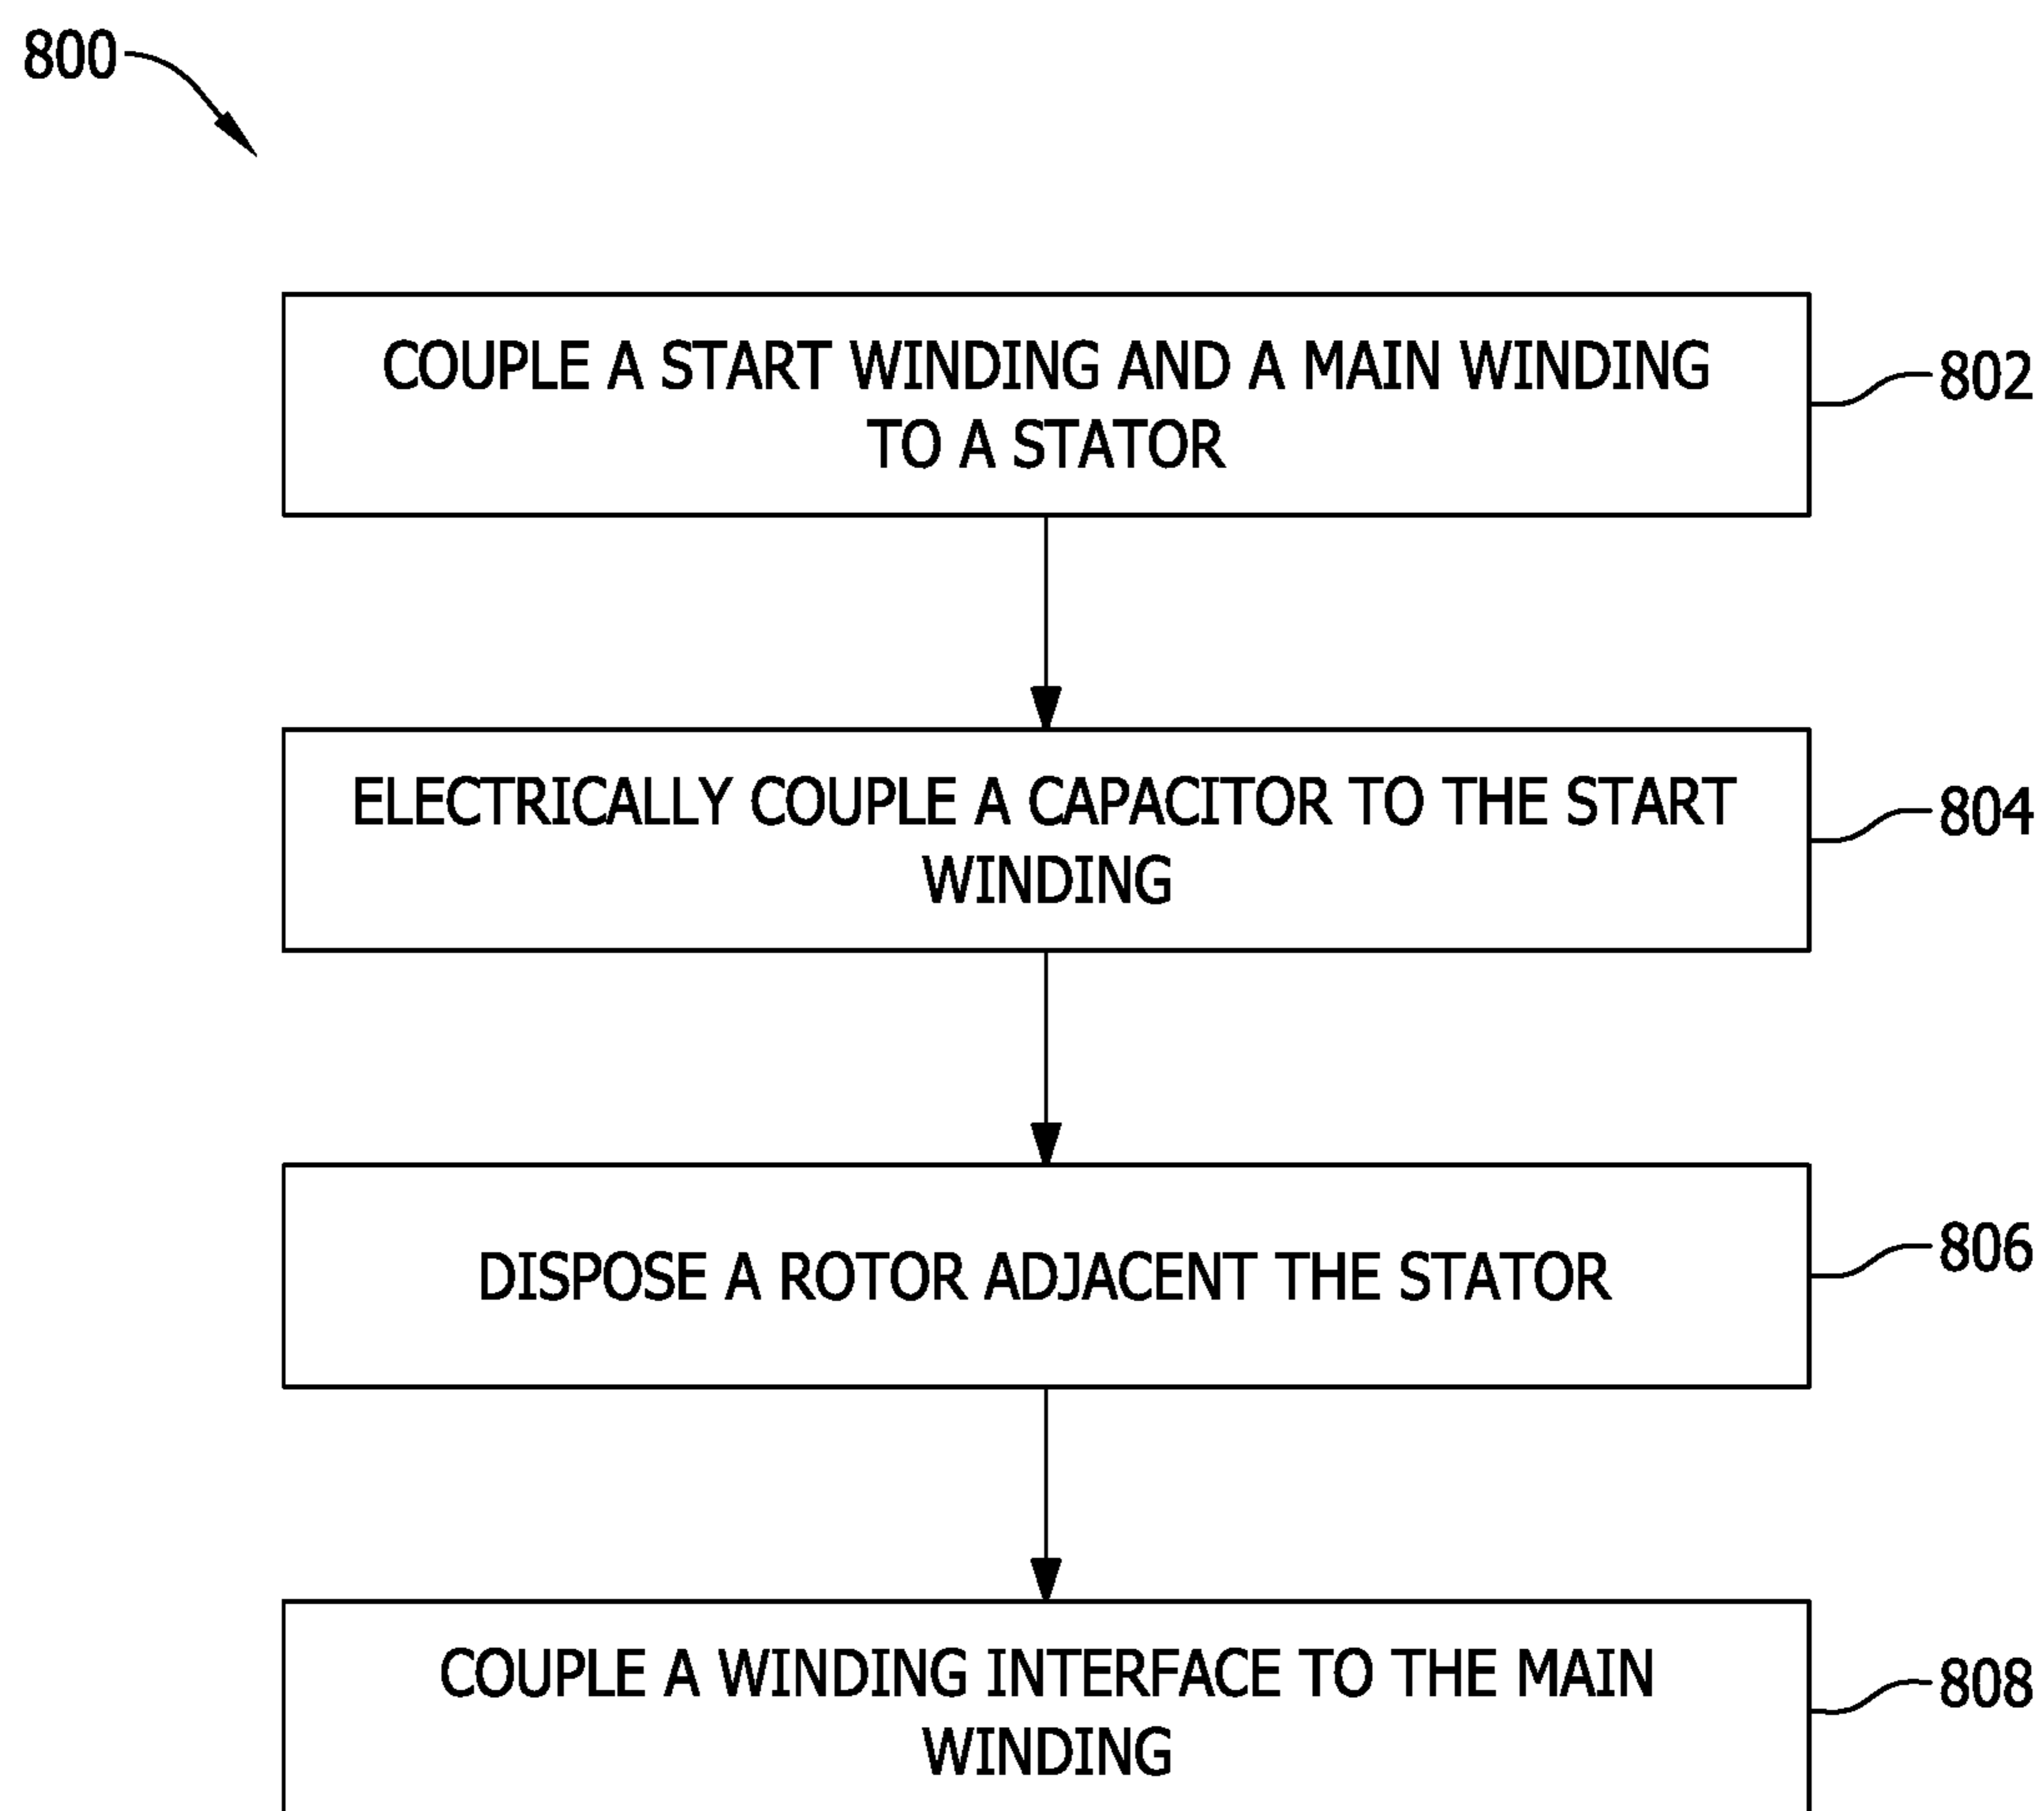 800
COUPLE A START WINDING AND A MAIN WINDING
TO A STATOR
802
ELECTRICALLY COUPLE A CAPACITOR TO THE START
WINDING
804
DISPOSE A ROTOR ADJACENT THE STATOR
806
COUPLE A WINDING INTERFACE TO THE MAIN
WINDING
808